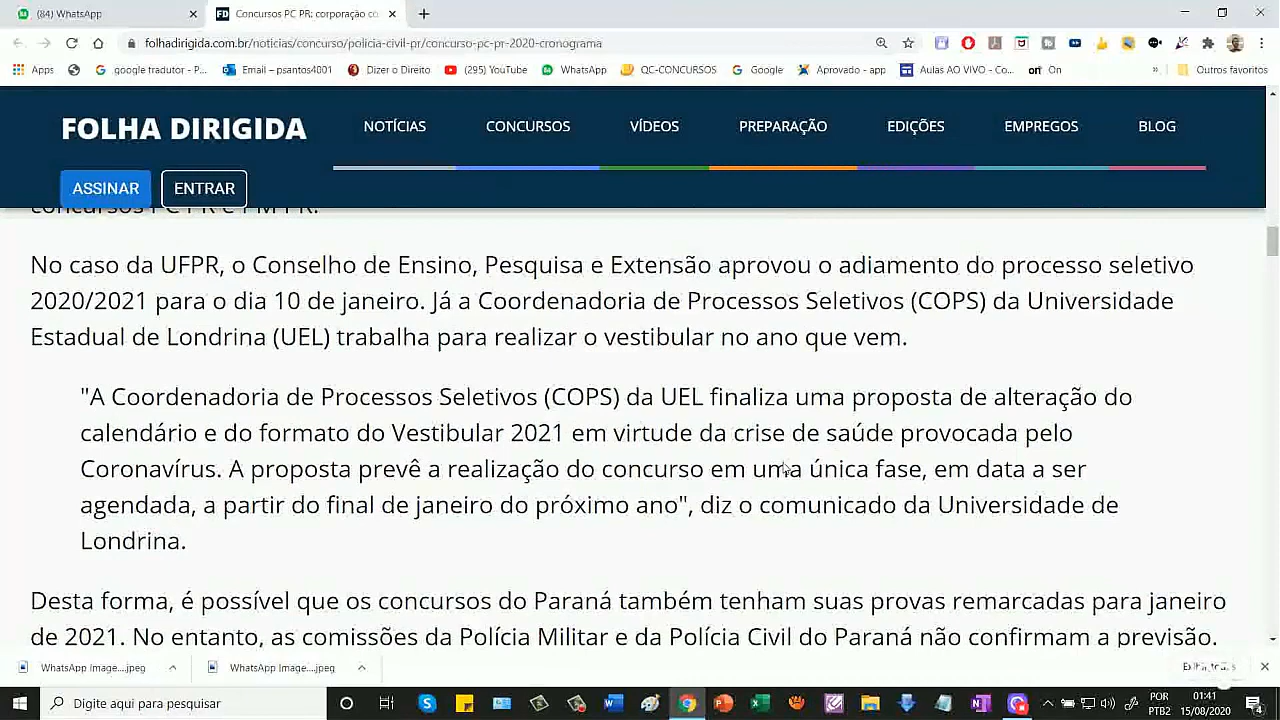 (84) WhatsApp
Concursos PC PR: corporação co
folhadirigida.com.br/noticias/concurso/policia-civil-pr/concurso-pc-pr-2020-cronograma
Apps google tradutor - P... Email – psantos4001 Dizer o Direito (295) YouTube WhatsApp QC-CONCURSOS Google Aprovado - app Aulas AO VIVO - Co... on On » Outros favoritos
FOLHA DIRIGIDA NOTÍCIAS CONCURSOS VÍDEOS PREPARAÇÃO EDIÇÕES EMPREGOS BLOG
ASSINAR ENTRAR
concursos PC PR e PM PR.
No caso da UFPR, o Conselho de Ensino, Pesquisa e Extensão aprovou o adiamento do processo seletivo
2020/2021 para o dia 10 de janeiro. Já a Coordenadoria de Processos Seletivos (COPS) da Universidade
Estadual de Londrina (UEL) trabalha para realizar o vestibular no ano que vem.
"A Coordenadoria de Processos Seletivos (COPS) da UEL finaliza uma proposta de alteração do
calendário e do formato do Vestibular 2021 em virtude da crise de saúde provocada pelo
Coronavírus. A proposta prevê a realização do concurso em uma única fase, em data a ser
agendada, a partir do final de janeiro do próximo ano", diz o comunicado da Universidade de
Londrina.
Desta forma, é possível que os concursos do Paraná também tenham suas provas remarcadas para janeiro
de 2021. No entanto, as comissões da Polícia Militar e da Polícia Civil do Paraná não confirmam a previsão.
WhatsApp Image....jpeg WhatsApp Image....jpeg
Digite aqui para pesquisar
POR 01:41
PTB2 15/08/2020